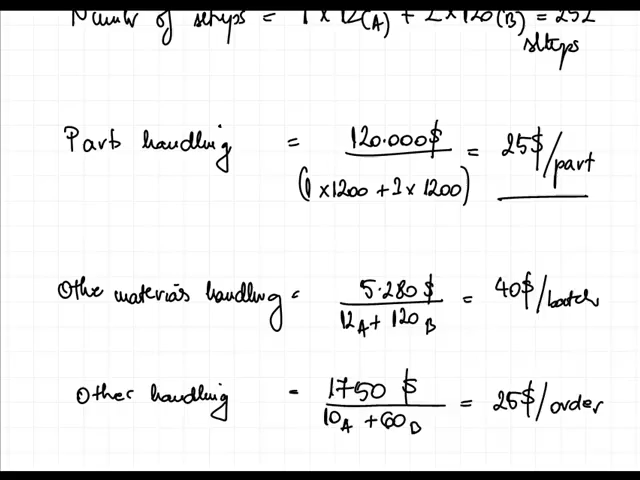 Number of setups = 1 x 12(A) + 2 x 120(B) = 252 setups
Part handling = 120.000$ / (1 x 1200 + 3 x 1200) = 25$/part
Othe materials handling = 5.280 $ / 12A + 120B = 40$/batch
Other handling = 1750 $ / 10A + 60B = 25$/order